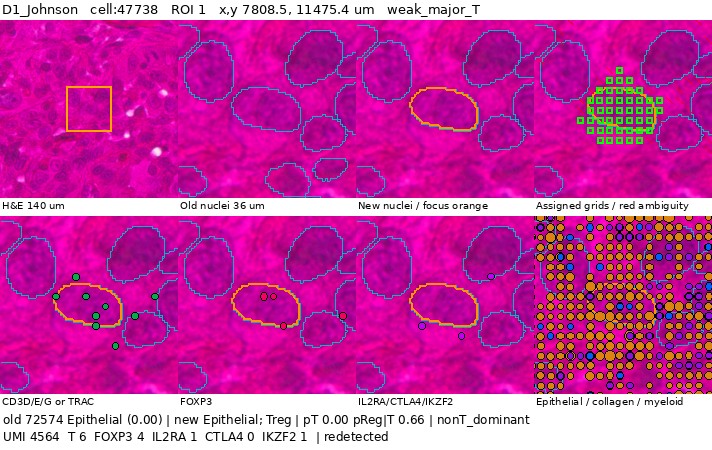 D1_Johnson cell:47738 ROI 1 x,y 7808.5, 11475.4 um weak_major_T
H&E 140 um
Old nuclei 36 um
New nuclei / focus orange
Assigned grids / red ambiguity
CD3D/E/G or TRAC
FOXP3
IL2RA/CTLA4/IKZF2
Epithelial / collagen / myeloid
old 72574 Epithelial (0.00) | new Epithelial; Treg | pT 0.00 pReg|T 0.66 | nonT_dominant
UMI 4564 T 6 FOXP3 4 IL2RA 1 CTLA4 0 IKZF2 1 | redetected